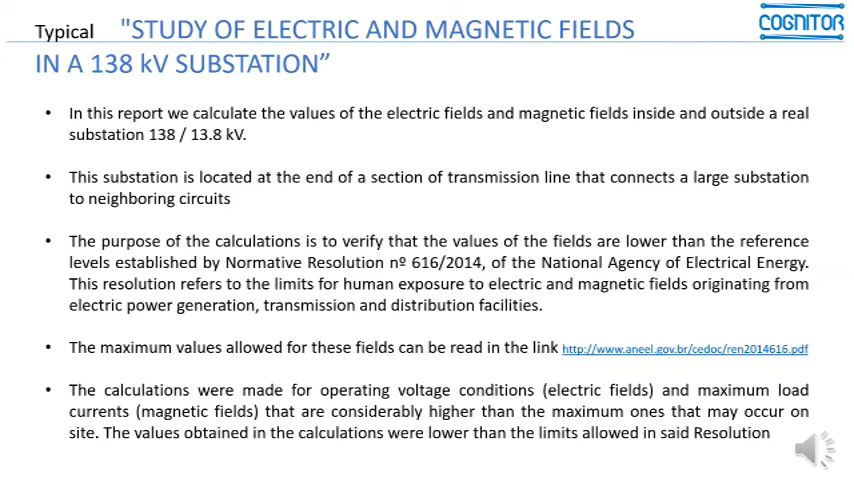 Typical "STUDY OF ELECTRIC AND MAGNETIC FIELDS
IN A 138 kV SUBSTATION”
COGNITOR
• In this report we calculate the values of the electric fields and magnetic fields inside and outside a real
substation 138 / 13.8 kV.
• This substation is located at the end of a section of transmission line that connects a large substation
to neighboring circuits
• The purpose of the calculations is to verify that the values of the fields are lower than the reference
levels established by Normative Resolution nº 616/2014, of the National Agency of Electrical Energy.
This resolution refers to the limits for human exposure to electric and magnetic fields originating from
electric power generation, transmission and distribution facilities.
• The maximum values allowed for these fields can be read in the link http://www.aneel.gov.br/cedoc/ren2014616.pdf
• The calculations were made for operating voltage conditions (electric fields) and maximum load
currents (magnetic fields) that are considerably higher than the maximum ones that may occur on
site. The values obtained in the calculations were lower than the limits allowed in said Resolution